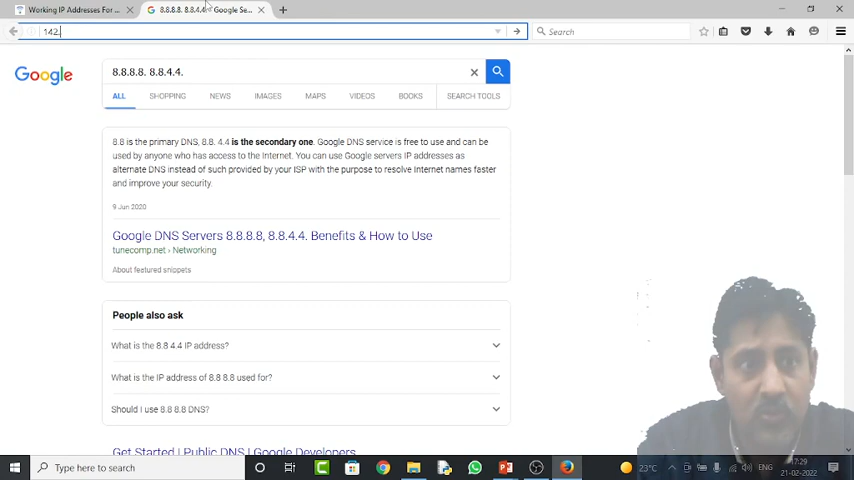 Working IP Addresses For ...
8.8.8.8. 8.8.4.4. - Google Se...
142.
Search
Google
8.8.8.8. 8.8.4.4.
ALL SHOPPING NEWS IMAGES MAPS VIDEOS BOOKS SEARCH TOOLS
8.8 is the primary DNS, 8.8. 4.4 is the secondary one. Google DNS service is free to use and can be
used by anyone who has access to the Internet. You can use Google servers IP addresses as
alternate DNS instead of such provided by your ISP with the purpose to resolve Internet names faster
and improve your security.
9 Jun 2020
Google DNS Servers 8.8.8.8, 8.8.4.4. Benefits & How to Use
tunecomp.net › Networking
About featured snippets
People also ask
What is the 8.8 4.4 IP address?
What is the IP address of 8.8 8.8 used for?
Should I use 8.8 8.8 DNS?
Get Started | Public DNS | Google Developers
Type here to search
23°C
ENG
17:29
21-02-2022